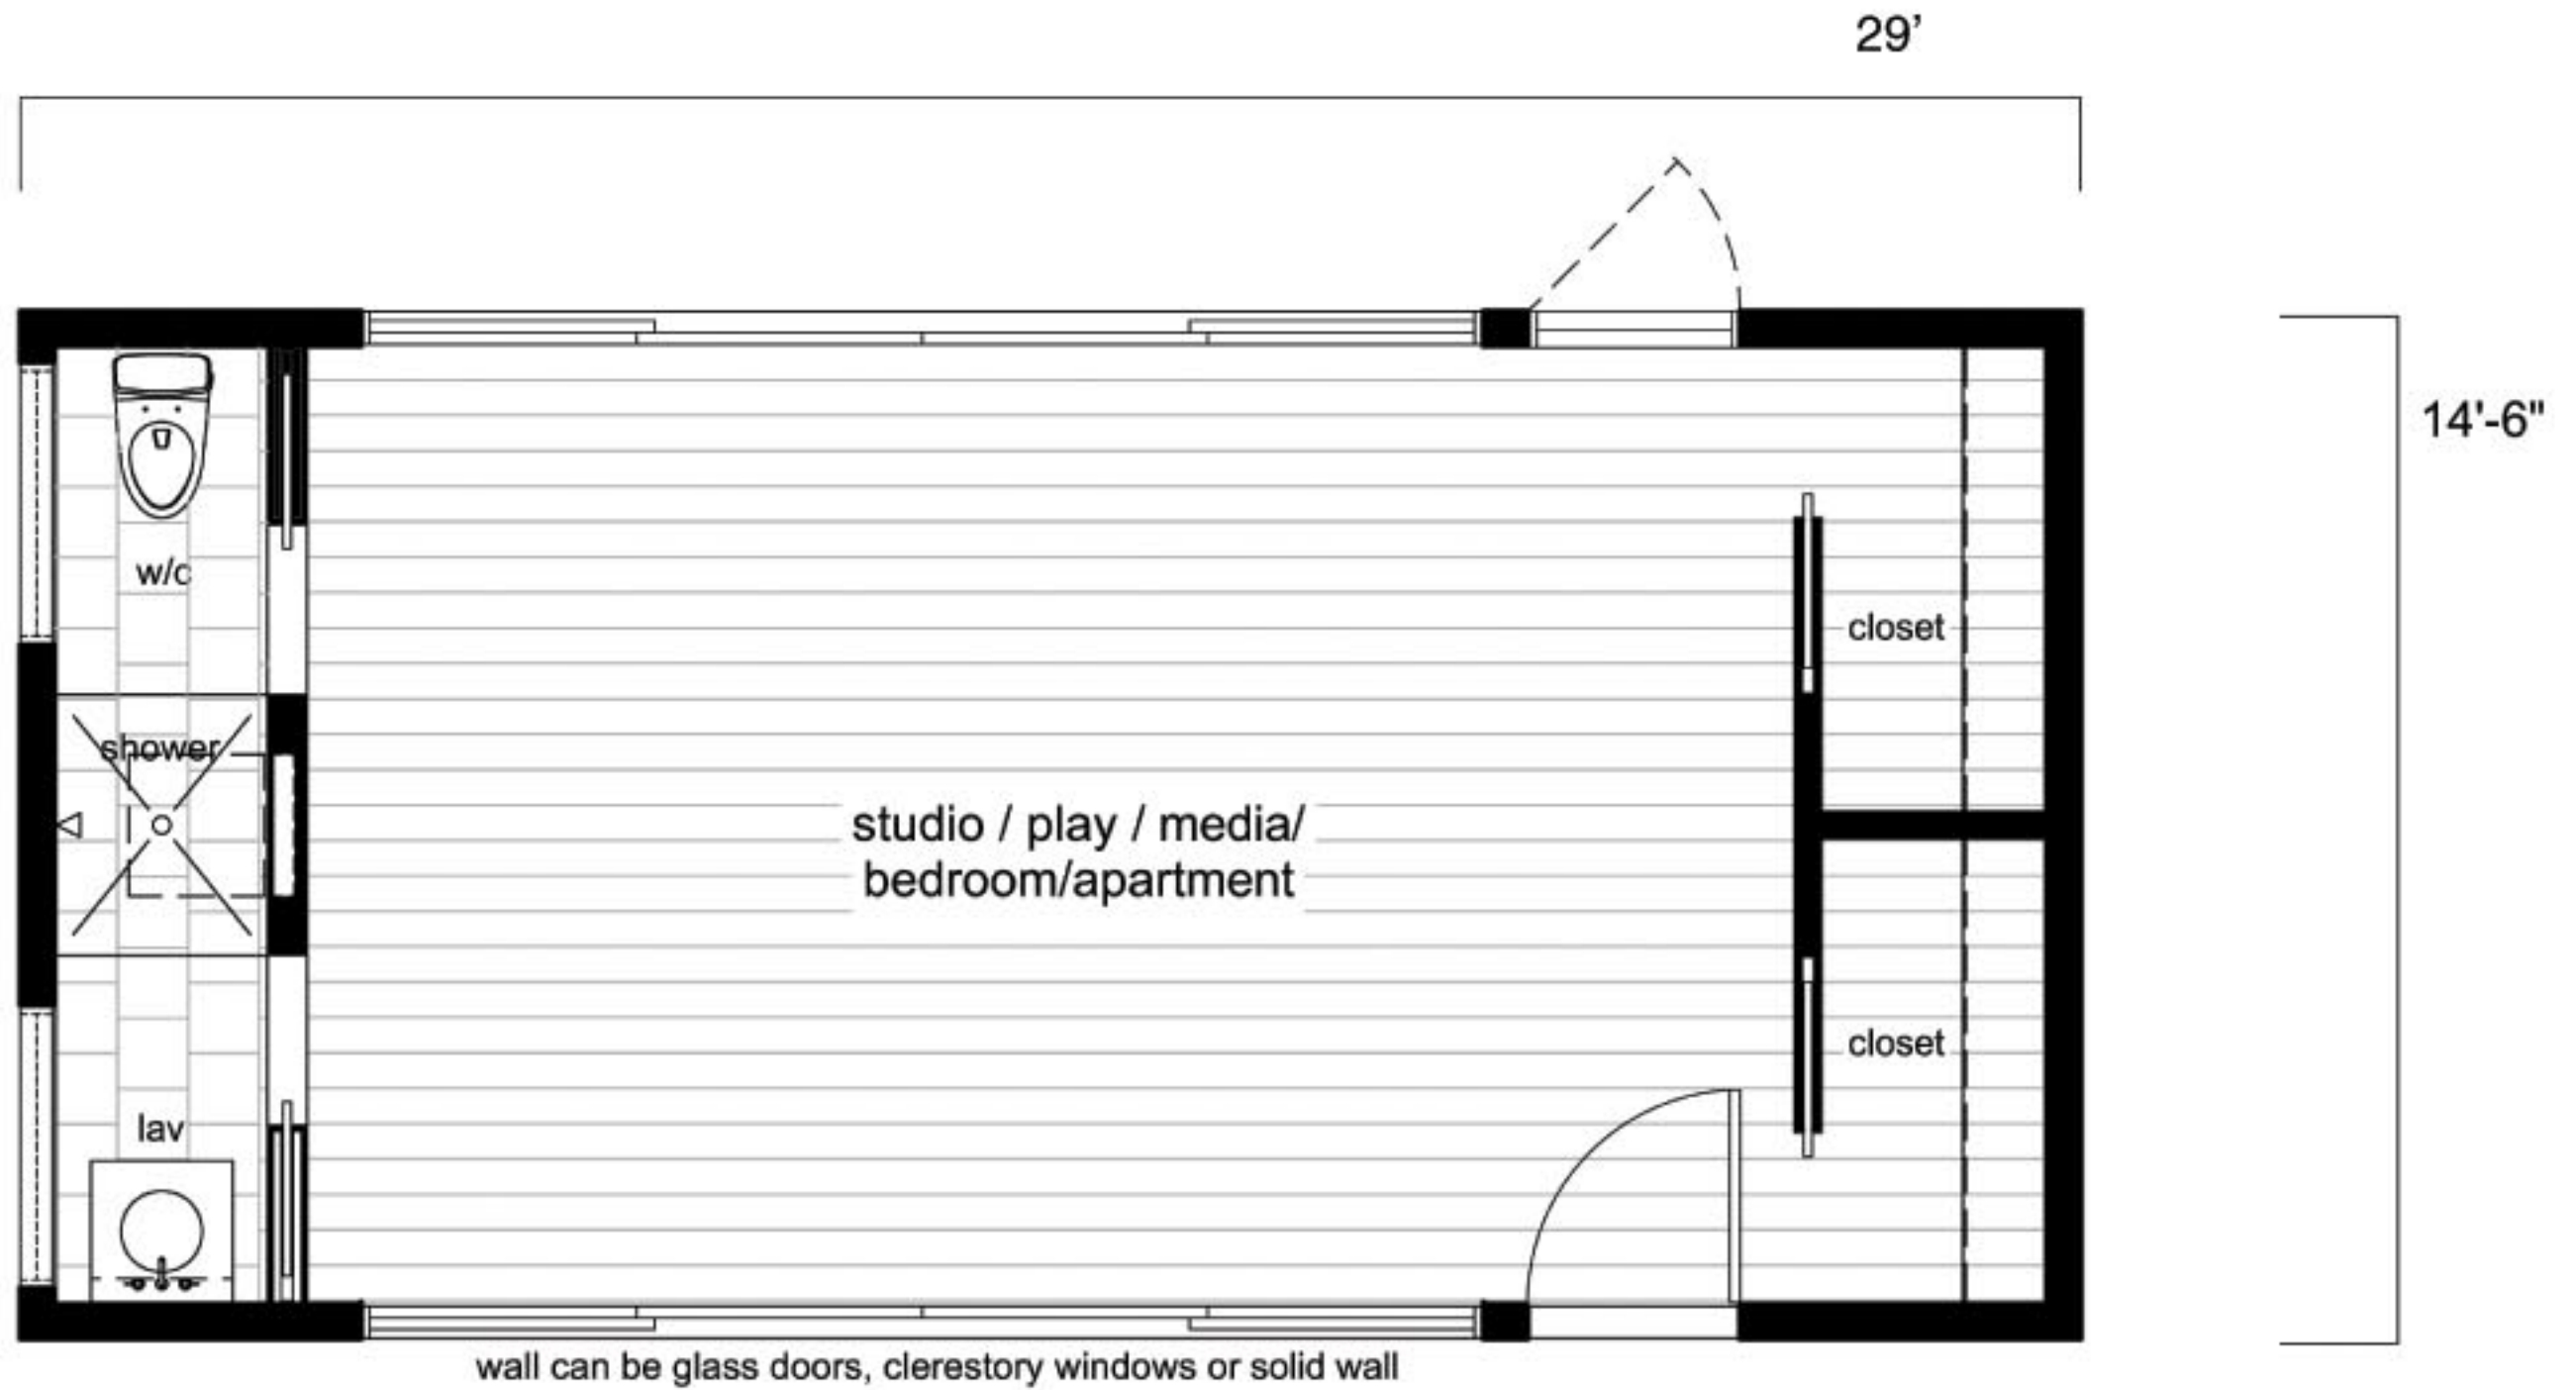 29’
14'-6"
w/c
closet
shower
studio / play / media/
bedroom/apartment
closet
lav
wall can be glass doors, clerestory windows or solid wall